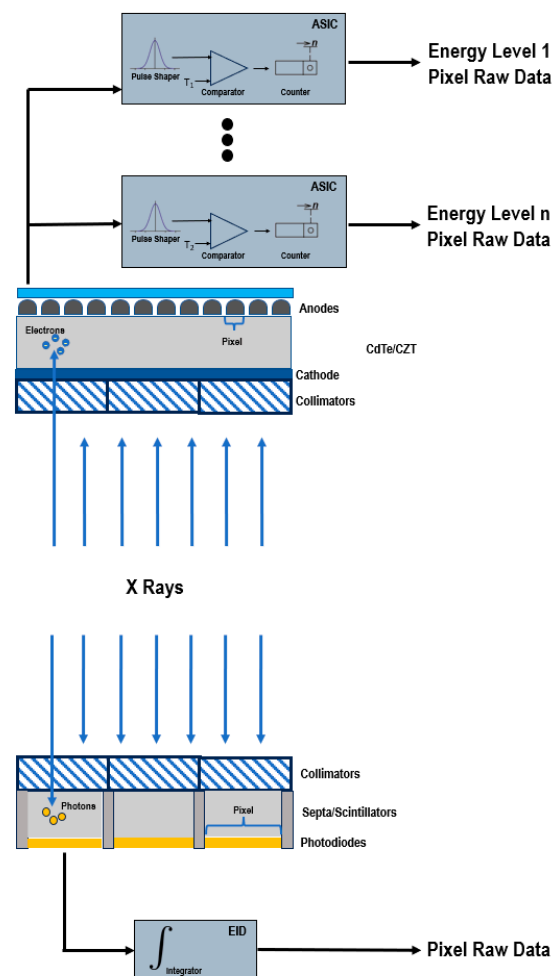 ASIC
Pulse Shaper
T1
Comparator
n
Counter
Energy Level 1
Pixel Raw Data
ASIC
Pulse Shaper
T2
Comparator
n
Counter
Energy Level n
Pixel Raw Data
Anodes
Electrons
Pixel
CdTe/CZT
Cathode
Collimators
X Rays
Collimators
Photons
Pixel
Septa/Scintillators
Photodiodes
EID
∫
Integrator
Pixel Raw Data